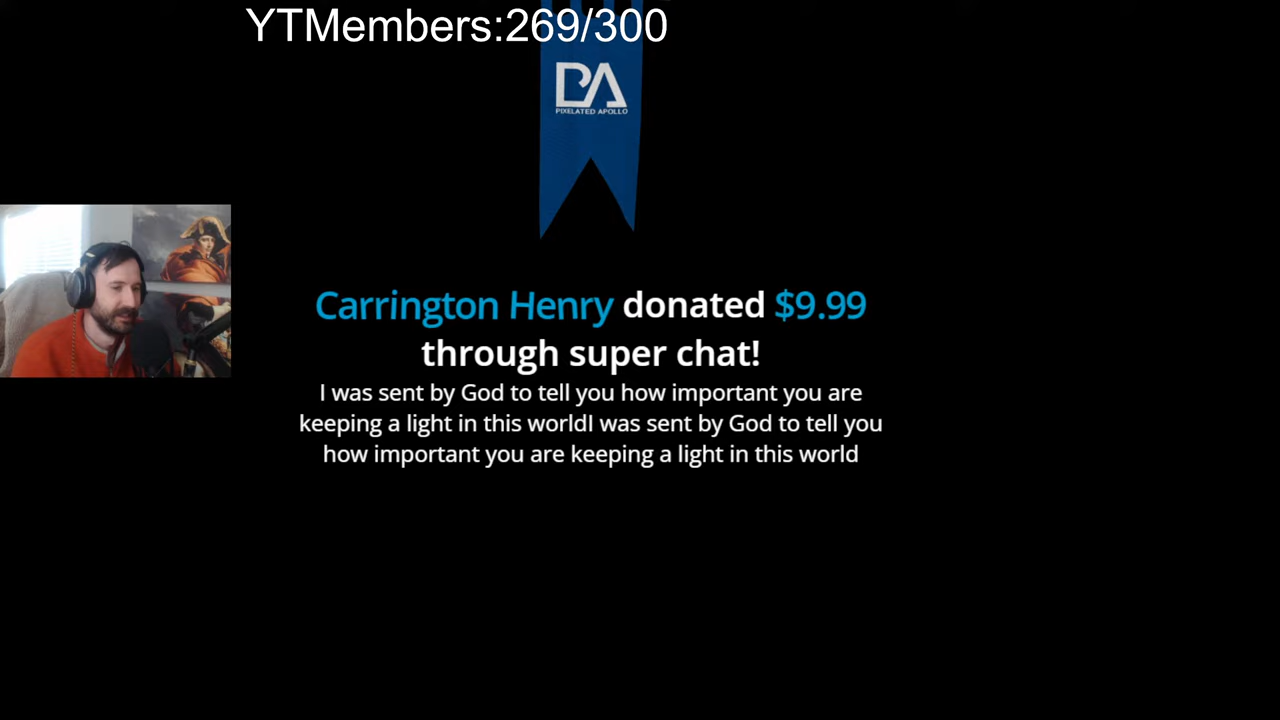 YTMembers:269/300
PA
PIXELATED APOLLO
Carrington Henry donated $9.99
through super chat!
I was sent by God to tell you how important you are
keeping a light in this worldI was sent by God to tell you
how important you are keeping a light in this world